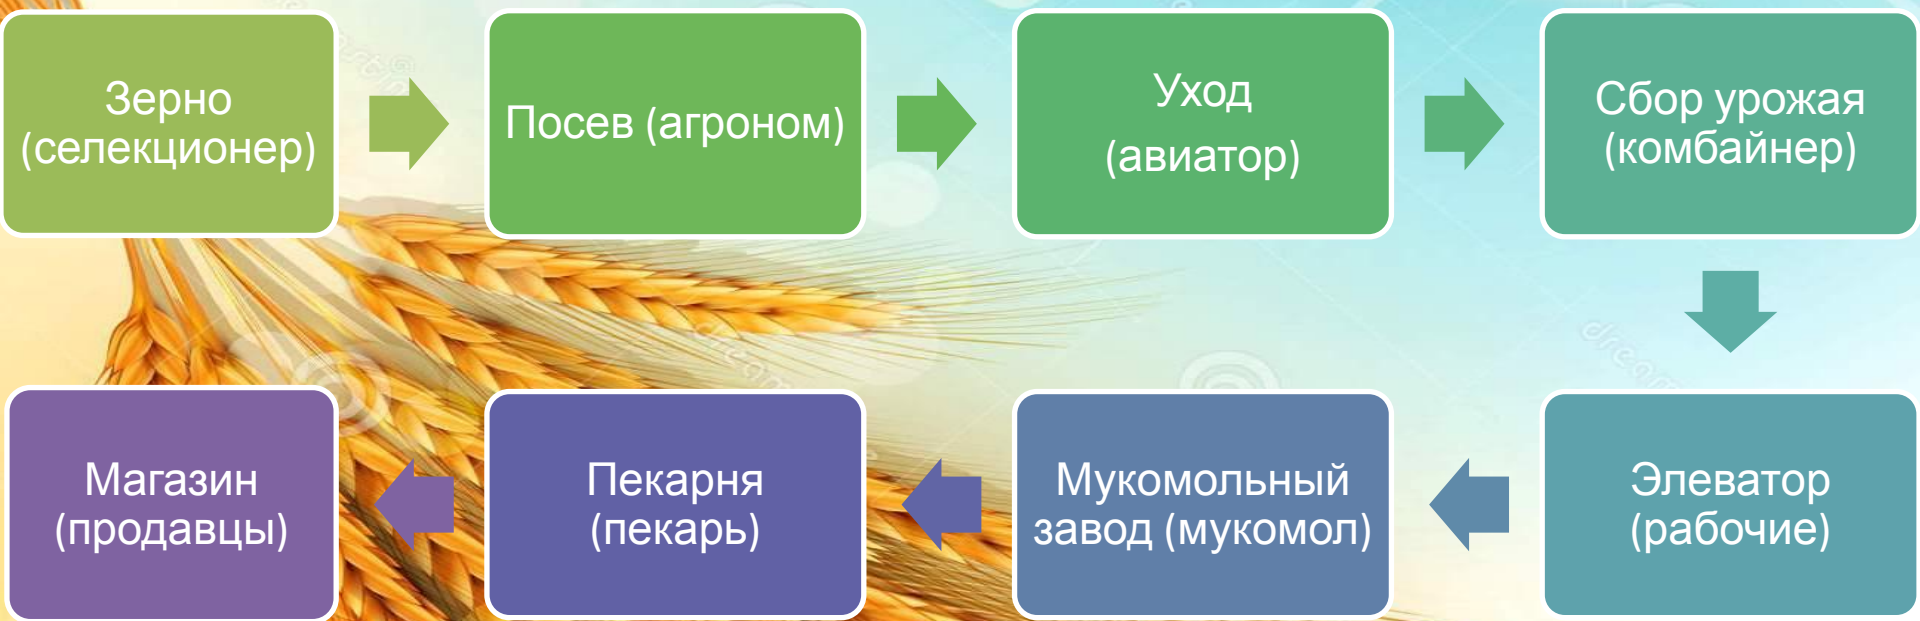 Зерно
(селекционер)
Посев (агроном)
Уход
(авиатор)
Сбор урожая
(комбайнер)
Элеватор
(рабочие)
Мукомольный
завод (мукомол)
Пекарня
(пекарь)
Магазин
(продавцы)